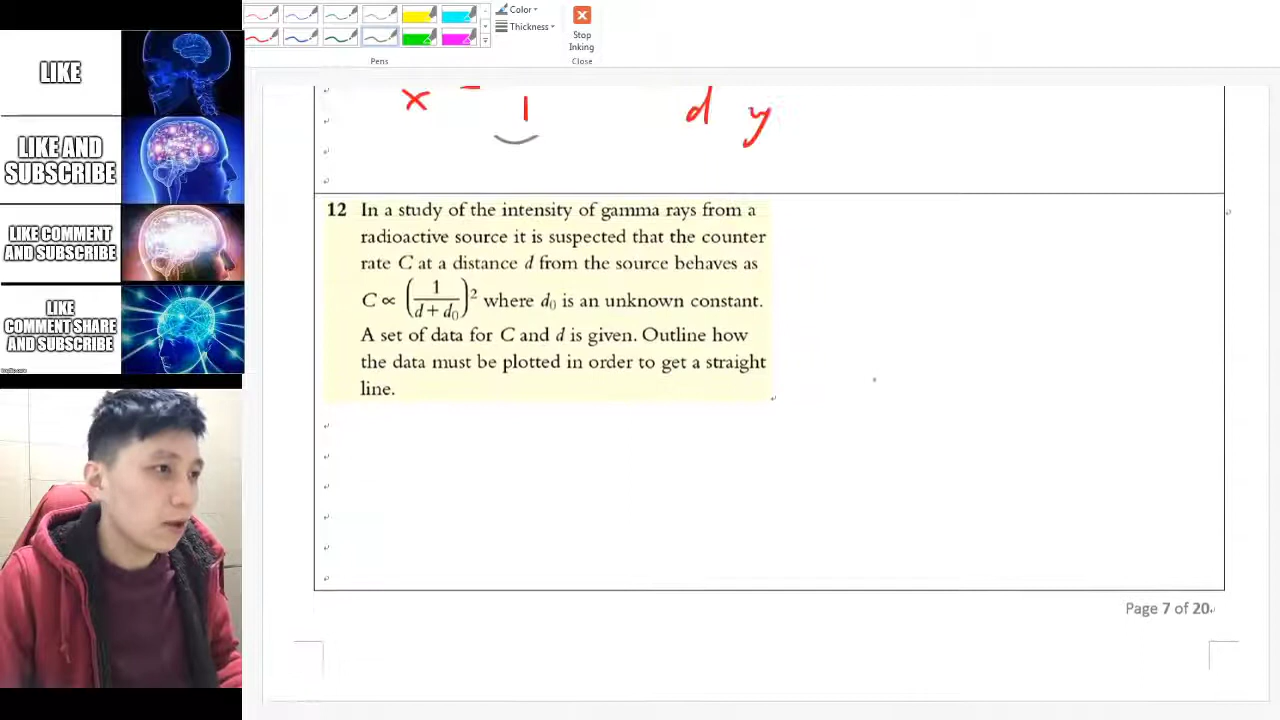 Color
Thickness
Stop
Inking
Pens
Close
LIKE
LIKE AND
SUBSCRIBE
LIKE COMMENT
AND SUBSCRIBE
LIKE
COMMENT SHARE
AND SUBSCRIBE
x = 1 d y
12 In a study of the intensity of gamma rays from a
radioactive source it is suspected that the counter
rate C at a distance d from the source behaves as
C ∝ (1/(d + d₀))² where d₀ is an unknown constant.
A set of data for C and d is given. Outline how
the data must be plotted in order to get a straight
line.
Page 7 of 20